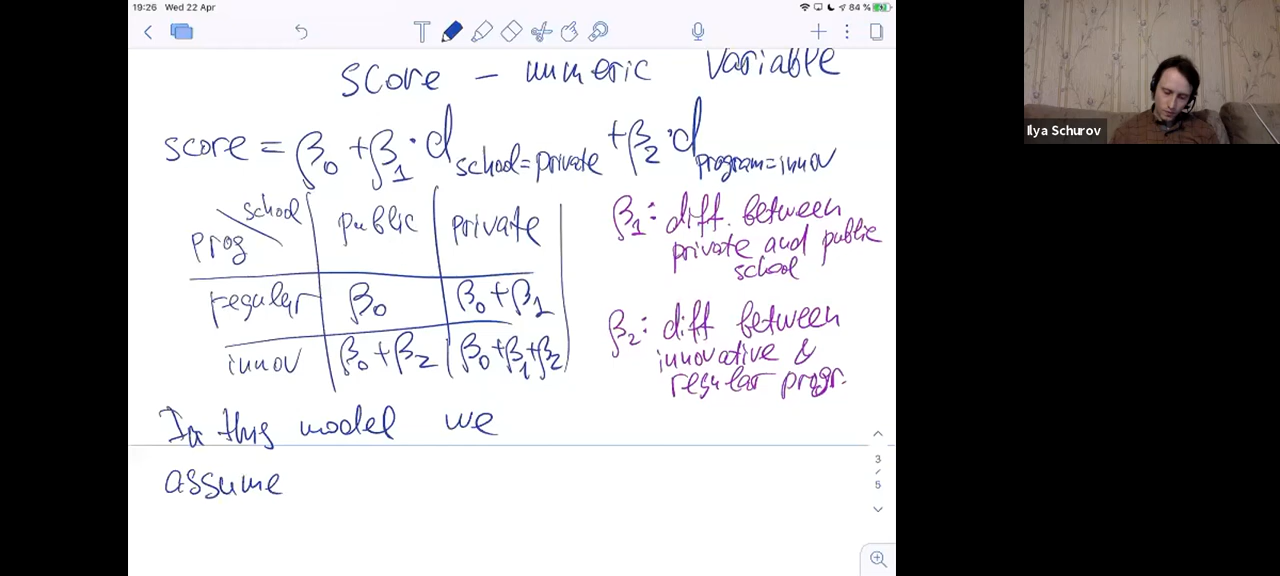 19:26 Wed 22 Apr
84 %
score – numeric variable
score = β₀ + β₁ · d school=private + β₂ · d program=innov
school
prog
public
private
regular
β₀
β₀ + β₁
innov
β₀ + β₂
β₀+β₁+β₂
β₁: diff. between
private and public
school
β₂: diff between
innovative &
regular progr.
In this model we
assume
3
/
5
Ilya Schurov